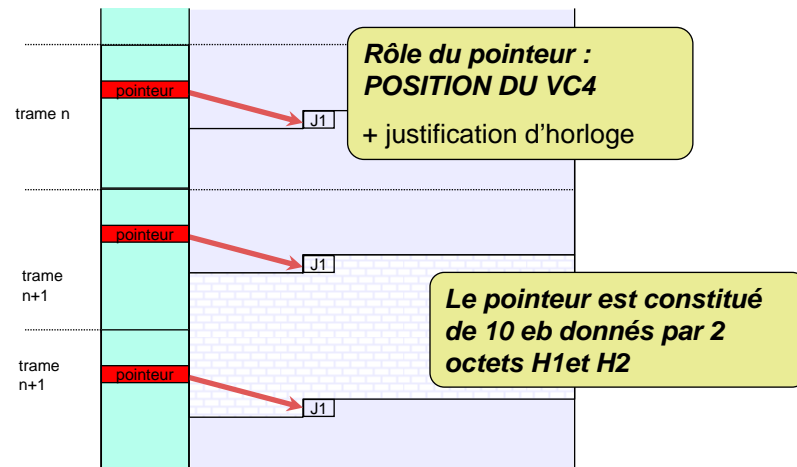 Rôle du pointeur :
POSITION DU VC4
+ justification d'horloge
pointeur
trame n
J1
pointeur
J1
trame
n+1
Le pointeur est constitué
de 10 eb donnés par 2
octets H1et H2
trame
n+1
pointeur
J1